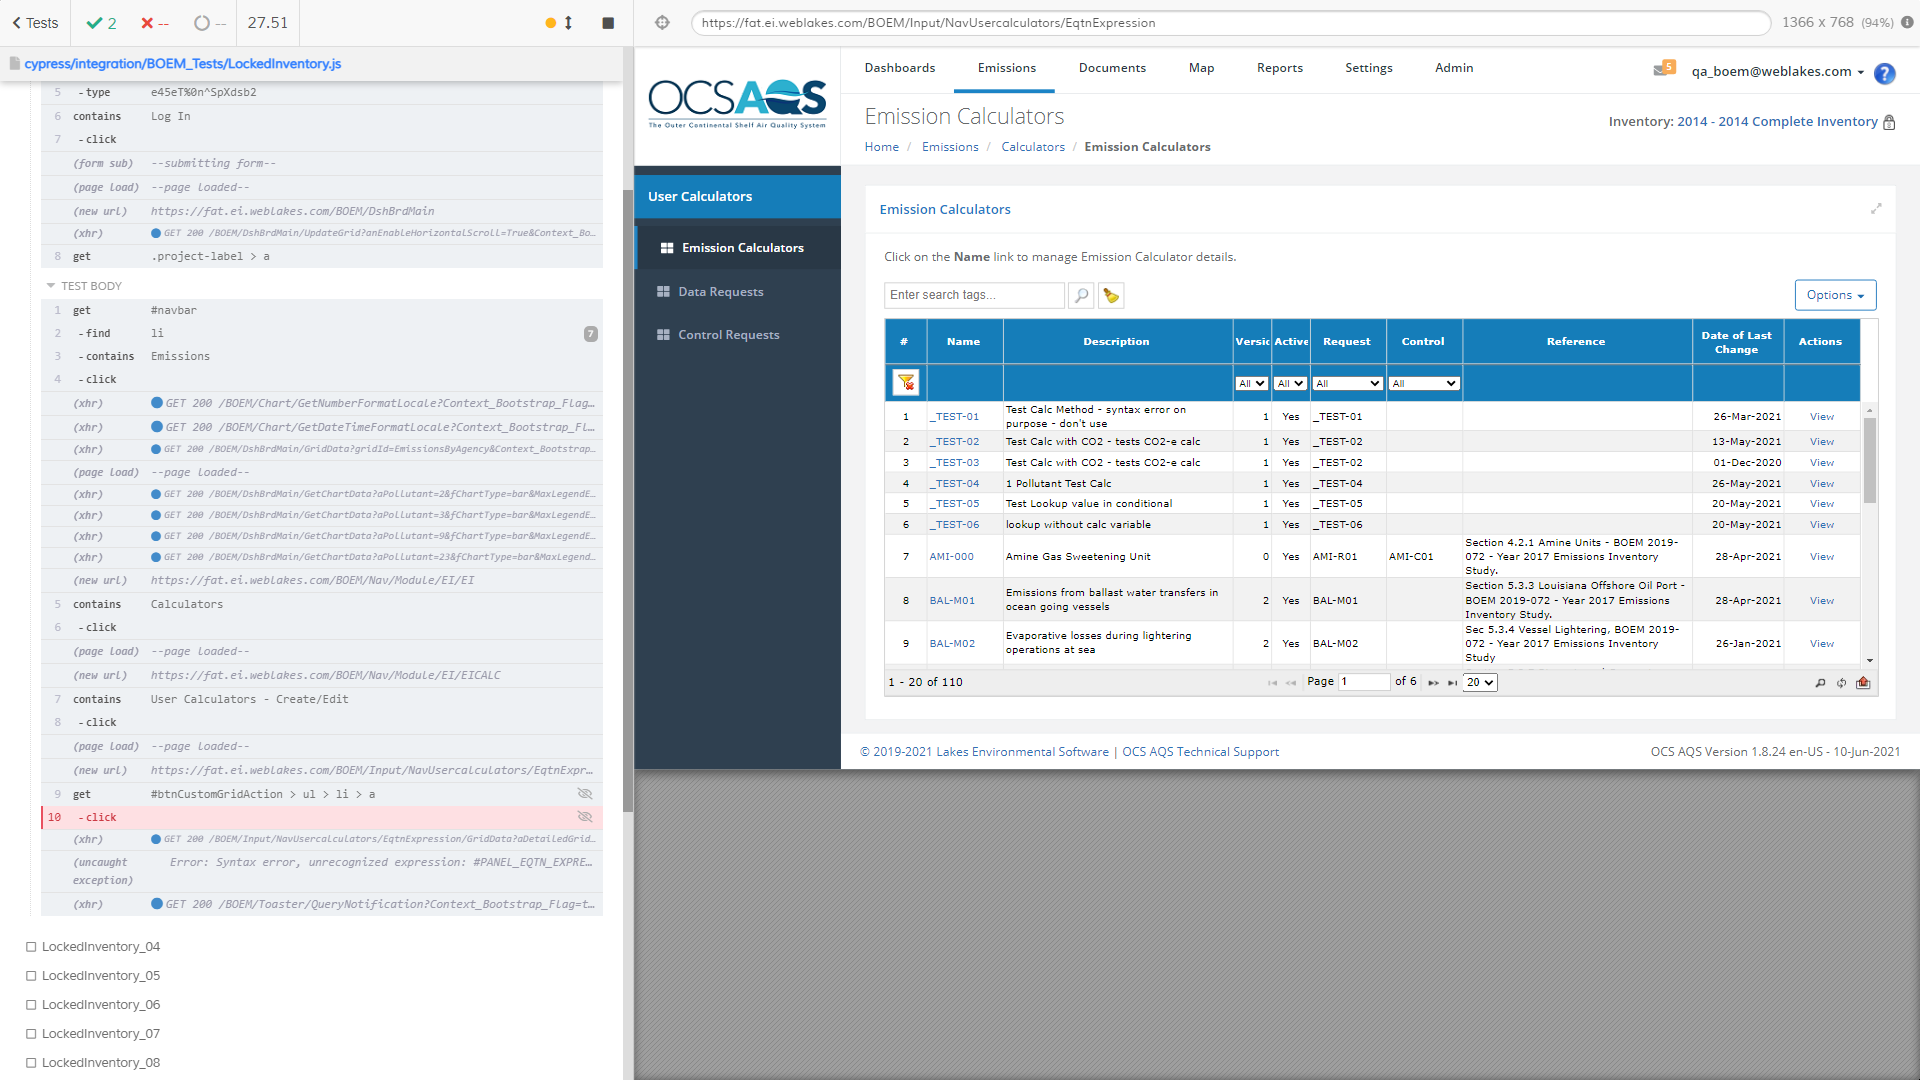 Tests
2
--
--
27.51
https://fat.ei.weblakes.com/BOEM/Input/NavUsercalculators/EqtnExpression
1366 x 768 (94%)
cypress/integration/BOEM_Tests/LockedInventory.js
5 -type e45eT%0n^SpXdsb2
6 contains Log In
7 -click
(form sub) --submitting form--
(page load) --page loaded--
(new url) https://fat.ei.weblakes.com/BOEM/DshBrdMain
(xhr) GET 200 /BOEM/DshBrdMain/UpdateGrid?anEnableHorizontalScroll=True&Context_Bo...
8 get .project-label > a
TEST BODY
1 get #navbar
2 -find li 7
3 -contains Emissions
4 -click
(xhr) GET 200 /BOEM/Chart/GetNumberFormatLocale?Context_Bootstrap_Flag...
(xhr) GET 200 /BOEM/Chart/GetDateTimeFormatLocale?Context_Bootstrap_Fl...
(xhr) GET 200 /BOEM/DshBrdMain/GridData?gridId=EmissionsByAgency&Context_Bootstrap...
(page load) --page loaded--
(xhr) GET 200 /BOEM/DshBrdMain/GetChartData?aPollutant=2&fChartType=bar&MaxLegendE...
(xhr) GET 200 /BOEM/DshBrdMain/GetChartData?aPollutant=3&fChartType=bar&MaxLegendE...
(xhr) GET 200 /BOEM/DshBrdMain/GetChartData?aPollutant=9&fChartType=bar&MaxLegendE...
(xhr) GET 200 /BOEM/DshBrdMain/GetChartData?aPollutant=23&fChartType=bar&MaxLegend...
(new url) https://fat.ei.weblakes.com/BOEM/Nav/Module/EI/EI
5 contains Calculators
6 -click
(page load) --page loaded--
(new url) https://fat.ei.weblakes.com/BOEM/Nav/Module/EI/EICALC
7 contains User Calculators - Create/Edit
8 -click
(page load) --page loaded--
(new url) https://fat.ei.weblakes.com/BOEM/Input/NavUsercalculators/EqtnExpr...
9 get #btnCustomGridAction > ul > li > a
10 -click
(xhr) GET 200 /BOEM/Input/NavUsercalculators/EqtnExpression/GridData?aDetailedGrid...
(uncaught exception) Error: Syntax error, unrecognized expression: #PANEL_EQTN_EXPRE...
(xhr) GET 200 /BOEM/Toaster/QueryNotification?Context_Bootstrap_Flag=t...
LockedInventory_04
LockedInventory_05
LockedInventory_06
LockedInventory_07
LockedInventory_08
OCSAQS
The Outer Continental Shelf Air Quality System
Dashboards Emissions Documents Map Reports Settings Admin
5 qa_boem@weblakes.com ?
Emission Calculators
Inventory: 2014 - 2014 Complete Inventory
Home / Emissions / Calculators / Emission Calculators
User Calculators
Emission Calculators
Data Requests
Control Requests
Emission Calculators
Click on the Name link to manage Emission Calculator details.
Enter search tags...
Options
# Name Description Versic Active Request Control Reference Date of Last Change Actions
All All All All
1 _TEST-01 Test Calc Method - syntax error on purpose - don't use 1 Yes _TEST-01 26-Mar-2021 View
2 _TEST-02 Test Calc with CO2 - tests CO2-e calc 1 Yes _TEST-02 13-May-2021 View
3 _TEST-03 Test Calc with CO2 - tests CO2-e calc 1 Yes _TEST-02 01-Dec-2020 View
4 _TEST-04 1 Pollutant Test Calc 1 Yes _TEST-04 26-May-2021 View
5 _TEST-05 Test Lookup value in conditional 1 Yes _TEST-05 20-May-2021 View
6 _TEST-06 lookup without calc variable 1 Yes _TEST-06 20-May-2021 View
7 AMI-000 Amine Gas Sweetening Unit 0 Yes AMI-R01 AMI-C01 Section 4.2.1 Amine Units - BOEM 2019-072 - Year 2017 Emissions Inventory Study. 28-Apr-2021 View
8 BAL-M01 Emissions from ballast water transfers in ocean going vessels 2 Yes BAL-M01 Section 5.3.3 Louisiana Offshore Oil Port - BOEM 2019-072 - Year 2017 Emissions Inventory Study. 28-Apr-2021 View
9 BAL-M02 Evaporative losses during lightering operations at sea 2 Yes BAL-M02 Sec 5.3.4 Vessel Lightering, BOEM 2019-072 - Year 2017 Emissions Inventory Study 26-Jan-2021 View
1 - 20 of 110
Page 1 of 6 20
© 2019-2021 Lakes Environmental Software | OCS AQS Technical Support
OCS AQS Version 1.8.24 en-US - 10-Jun-2021